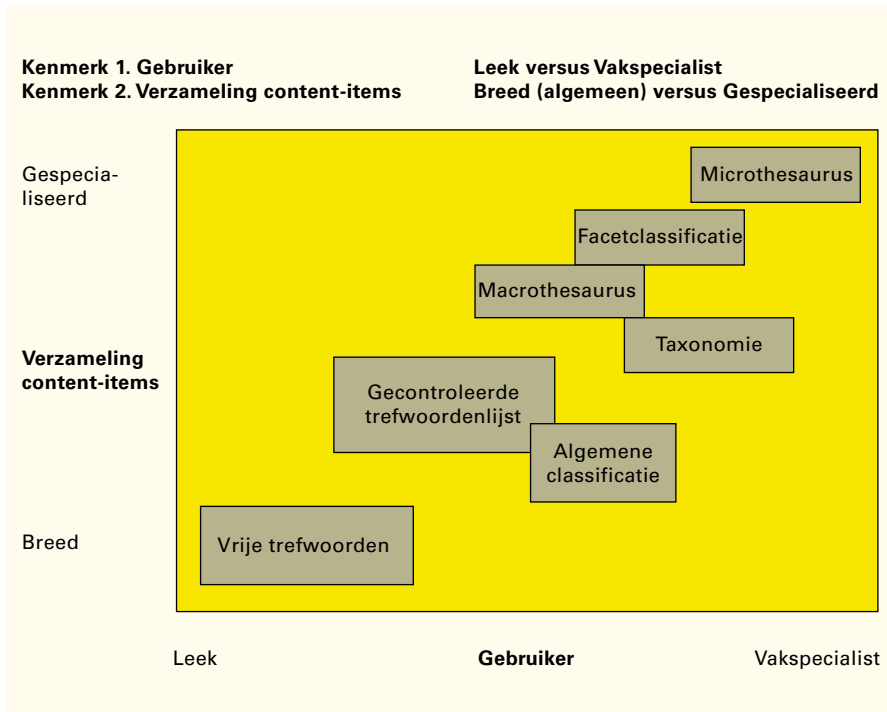 Kenmerk 1. Gebruiker
Leek versus Vakspecialist
Kenmerk 2. Verzameling content-items
Breed (algemeen) versus Gespecialiseerd
Gespecia-
liseerd
Microthesaurus
Facetclassificatie
Macrothesaurus
Taxonomie
Verzameling
content-items
Gecontroleerde
trefwoordenlijst
Algemene
classificatie
Breed
Vrije trefwoorden
Leek
Gebruiker
Vakspecialist